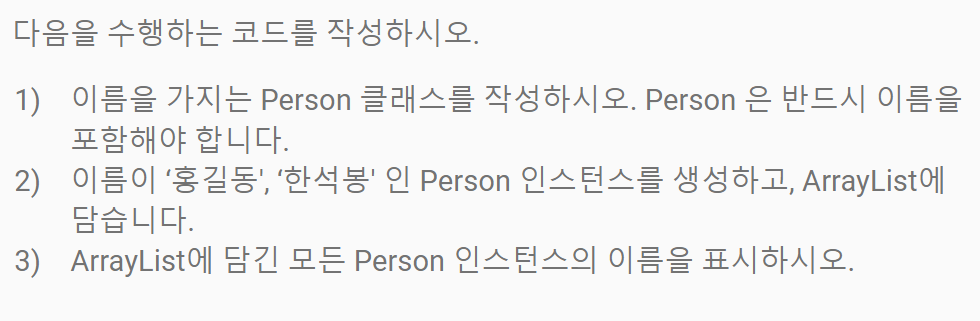 다음을 수행하는 코드를 작성하시오.
1) 이름을 가지는 Person 클래스를 작성하시오. Person 은 반드시 이름을
포함해야 합니다.
2) 이름이 ‘홍길동', ‘한석봉' 인 Person 인스턴스를 생성하고, ArrayList에
담습니다.
3) ArrayList에 담긴 모든 Person 인스턴스의 이름을 표시하시오.